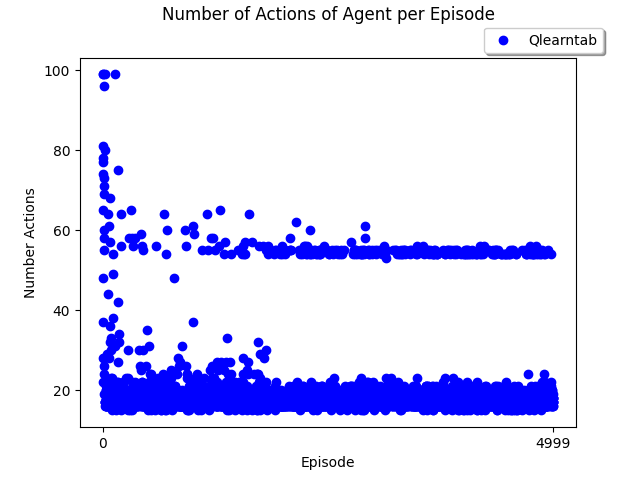 Number of Actions of Agent per Episode
Qlearntab
100
80
60
40
20
Number Actions
0
4999
Episode